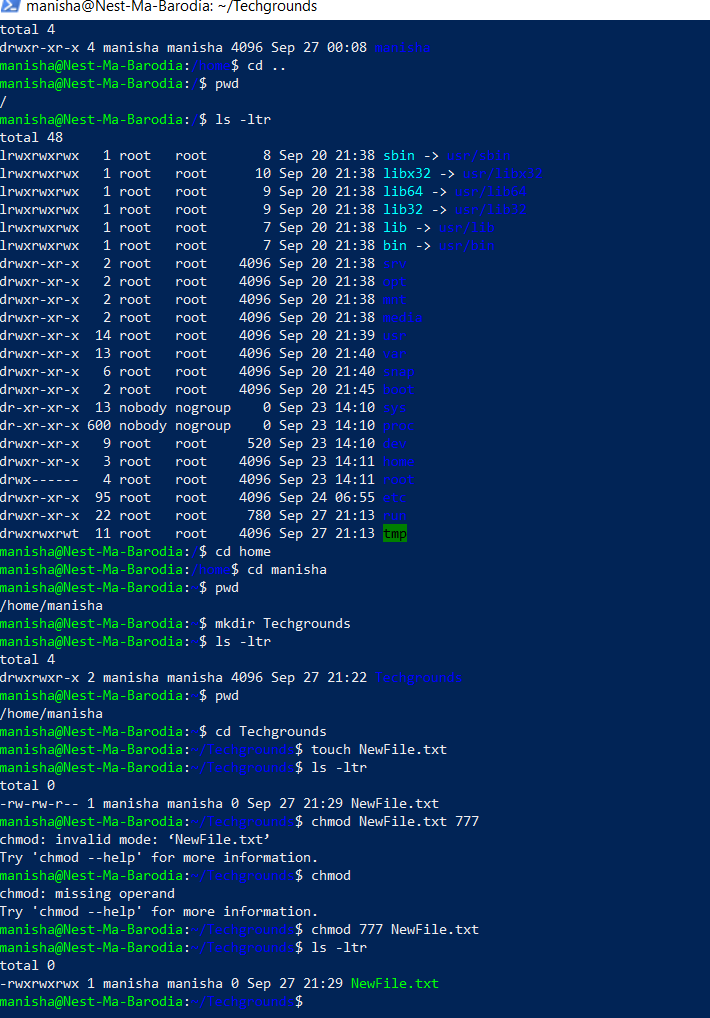 manisha@Nest-Ma-Barodia: ~/Techgrounds
total 4
drwxr-xr-x 4 manisha manisha 4096 Sep 27 00:08 manisha
manisha@Nest-Ma-Barodia:/home$ cd ..
manisha@Nest-Ma-Barodia:/$ pwd
/
manisha@Nest-Ma-Barodia:/$ ls -ltr
total 48
lrwxrwxrwx   1 root   root       8 Sep 20 21:38 sbin -> usr/sbin
lrwxrwxrwx   1 root   root      10 Sep 20 21:38 libx32 -> usr/libx32
lrwxrwxrwx   1 root   root       9 Sep 20 21:38 lib64 -> usr/lib64
lrwxrwxrwx   1 root   root       9 Sep 20 21:38 lib32 -> usr/lib32
lrwxrwxrwx   1 root   root       7 Sep 20 21:38 lib -> usr/lib
lrwxrwxrwx   1 root   root       7 Sep 20 21:38 bin -> usr/bin
drwxr-xr-x   2 root   root    4096 Sep 20 21:38 srv
drwxr-xr-x   2 root   root    4096 Sep 20 21:38 opt
drwxr-xr-x   2 root   root    4096 Sep 20 21:38 mnt
drwxr-xr-x   2 root   root    4096 Sep 20 21:38 media
drwxr-xr-x  14 root   root    4096 Sep 20 21:39 usr
drwxr-xr-x  13 root   root    4096 Sep 20 21:40 var
drwxr-xr-x   6 root   root    4096 Sep 20 21:40 snap
drwxr-xr-x   2 root   root    4096 Sep 20 21:45 boot
dr-xr-xr-x  13 nobody nogroup    0 Sep 23 14:10 sys
dr-xr-xr-x 600 nobody nogroup    0 Sep 23 14:10 proc
drwxr-xr-x   9 root   root     520 Sep 23 14:10 dev
drwxr-xr-x   3 root   root    4096 Sep 23 14:11 home
drwx------   4 root   root    4096 Sep 23 14:11 root
drwxr-xr-x  95 root   root    4096 Sep 24 06:55 etc
drwxr-xr-x  22 root   root     780 Sep 27 21:13 run
drwxrwxrwt  11 root   root    4096 Sep 27 21:13 tmp
manisha@Nest-Ma-Barodia:/$ cd home
manisha@Nest-Ma-Barodia:/home$ cd manisha
manisha@Nest-Ma-Barodia:~$ pwd
/home/manisha
manisha@Nest-Ma-Barodia:~$ mkdir Techgrounds
manisha@Nest-Ma-Barodia:~$ ls -ltr
total 4
drwxrwxr-x 2 manisha manisha 4096 Sep 27 21:22 Techgrounds
manisha@Nest-Ma-Barodia:~$ pwd
/home/manisha
manisha@Nest-Ma-Barodia:~$ cd Techgrounds
manisha@Nest-Ma-Barodia:~/Techgrounds$ touch NewFile.txt
manisha@Nest-Ma-Barodia:~/Techgrounds$ ls -ltr
total 0
-rw-rw-r-- 1 manisha manisha 0 Sep 27 21:29 NewFile.txt
manisha@Nest-Ma-Barodia:~/Techgrounds$ chmod NewFile.txt 777
chmod: invalid mode: ‘NewFile.txt’
Try 'chmod --help' for more information.
manisha@Nest-Ma-Barodia:~/Techgrounds$ chmod
chmod: missing operand
Try 'chmod --help' for more information.
manisha@Nest-Ma-Barodia:~/Techgrounds$ chmod 777 NewFile.txt
manisha@Nest-Ma-Barodia:~/Techgrounds$ ls -ltr
total 0
-rwxrwxrwx 1 manisha manisha 0 Sep 27 21:29 NewFile.txt
manisha@Nest-Ma-Barodia:~/Techgrounds$